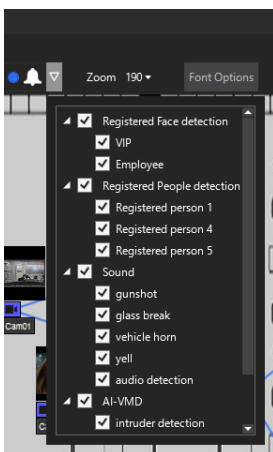 Zoom 190 Font Options
Registered Face detection
VIP
Employee
Registered People detection
Registered person 1
Registered person 4
Registered person 5
Sound
gunshot
glass break
vehicle horn
yell
audio detection
Cam01
AI-VMD
C
intruder detection